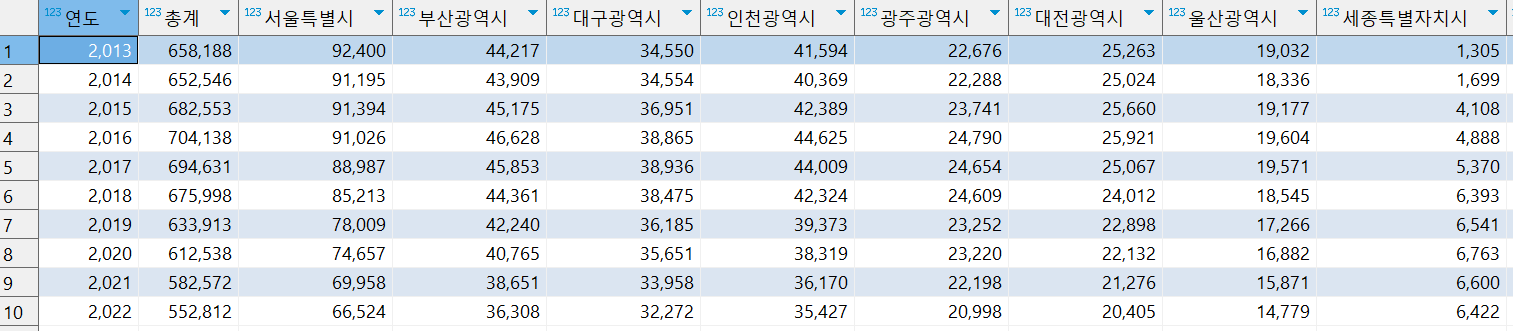 123 연도 123 총계 123 서울특별시 123 부산광역시 123 대구광역시 123 인천광역시 123 광주광역시 123 대전광역시 123 울산광역시 123 세종특별자치시
1 2,013 658,188 92,400 44,217 34,550 41,594 22,676 25,263 19,032 1,305
2 2,014 652,546 91,195 43,909 34,554 40,369 22,288 25,024 18,336 1,699
3 2,015 682,553 91,394 45,175 36,951 42,389 23,741 25,660 19,177 4,108
4 2,016 704,138 91,026 46,628 38,865 44,625 24,790 25,921 19,604 4,888
5 2,017 694,631 88,987 45,853 38,936 44,009 24,654 25,067 19,571 5,370
6 2,018 675,998 85,213 44,361 38,475 42,324 24,609 24,012 18,545 6,393
7 2,019 633,913 78,009 42,240 36,185 39,373 23,252 22,898 17,266 6,541
8 2,020 612,538 74,657 40,765 35,651 38,319 23,220 22,132 16,882 6,763
9 2,021 582,572 69,958 38,651 33,958 36,170 22,198 21,276 15,871 6,600
10 2,022 552,812 66,524 36,308 32,272 35,427 20,998 20,405 14,779 6,422